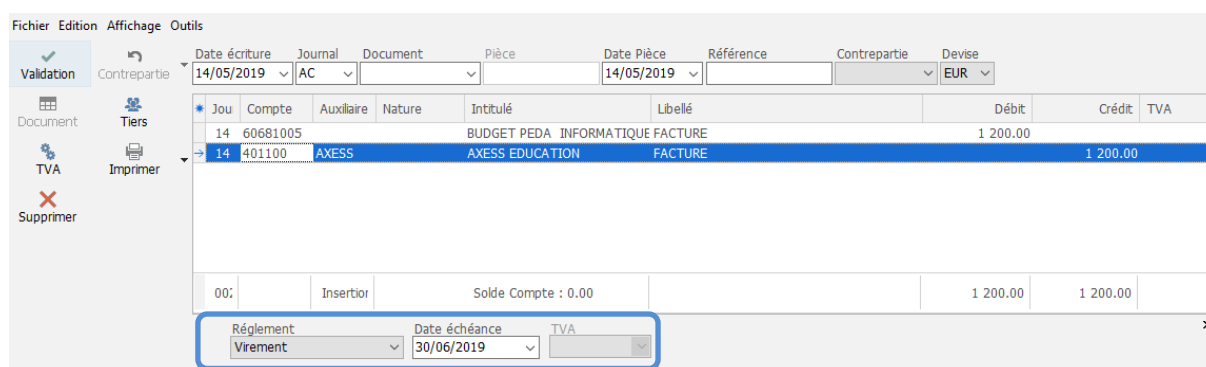 Fichier Edition Affichage Outils
Validation Contrepartie Date écriture Journal Document Pièce Date Pièce Référence Contrepartie Devise
14/05/2019 AC 14/05/2019 EUR
Document Tiers
Jou Compte Auxiliaire Nature Intitulé Libellé Débit Crédit TVA
14 60681005 BUDGET PEDA INFORMATIQUE FACTURE 1 200.00
14 401100 AXESS AXESS EDUCATION FACTURE 1 200.00
TVA Imprimer
Supprimer
002 Insertion Solde Compte : 0.00 1 200.00 1 200.00
Réglement Date échéance TVA
Virement 30/06/2019